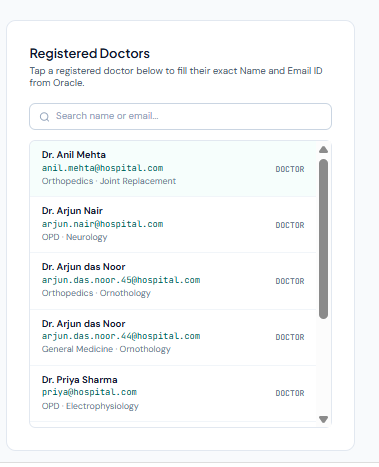 Registered Doctors
Tap a registered doctor below to fill their exact Name and Email ID
from Oracle.
Search name or email...
Dr. Anil Mehta
anil.mehta@hospital.com
DOCTOR
Orthopedics · Joint Replacement
Dr. Arjun Nair
arjun.nair@hospital.com
DOCTOR
OPD · Neurology
Dr. Arjun das Noor
arjun.das.noor.45@hospital.com
DOCTOR
Orthopedics · Ornothology
Dr. Arjun das Noor
arjun.das.noor.44@hospital.com
DOCTOR
General Medicine · Ornothology
Dr. Priya Sharma
priya@hospital.com
DOCTOR
OPD · Electrophysiology